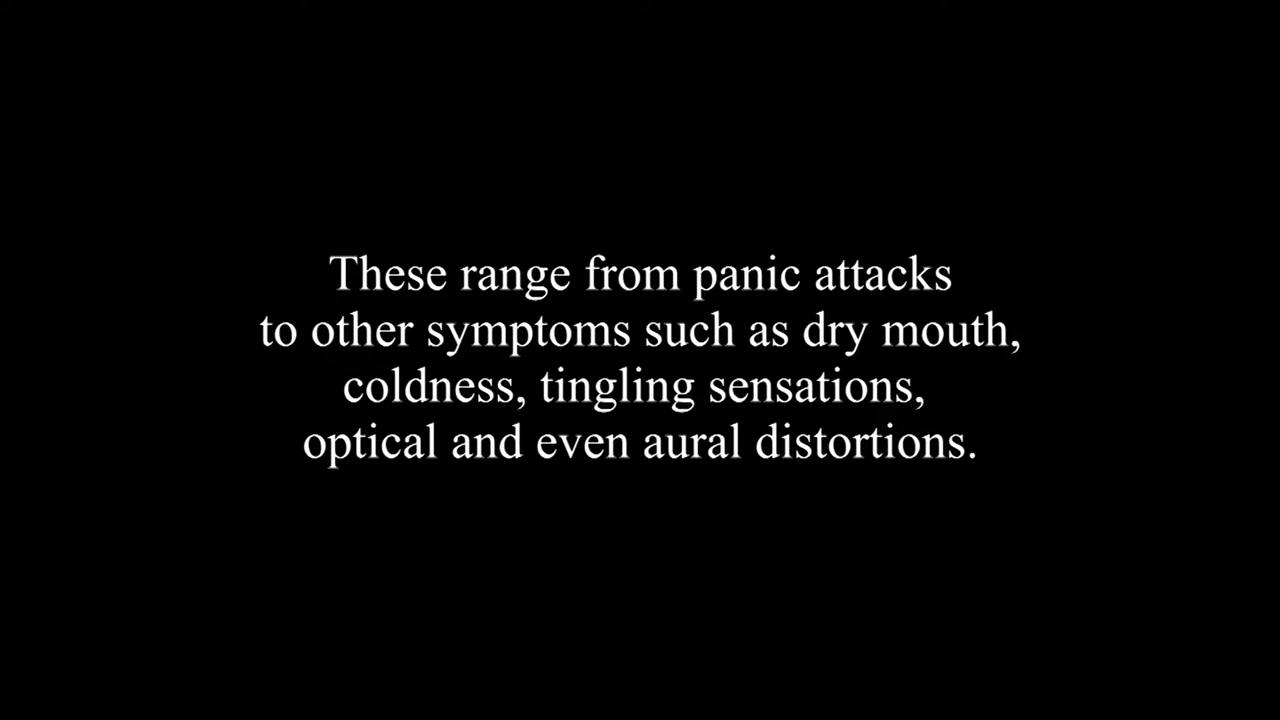 These range from panic attacks
to other symptoms such as dry mouth,
coldness, tingling sensations,
optical and even aural distortions.